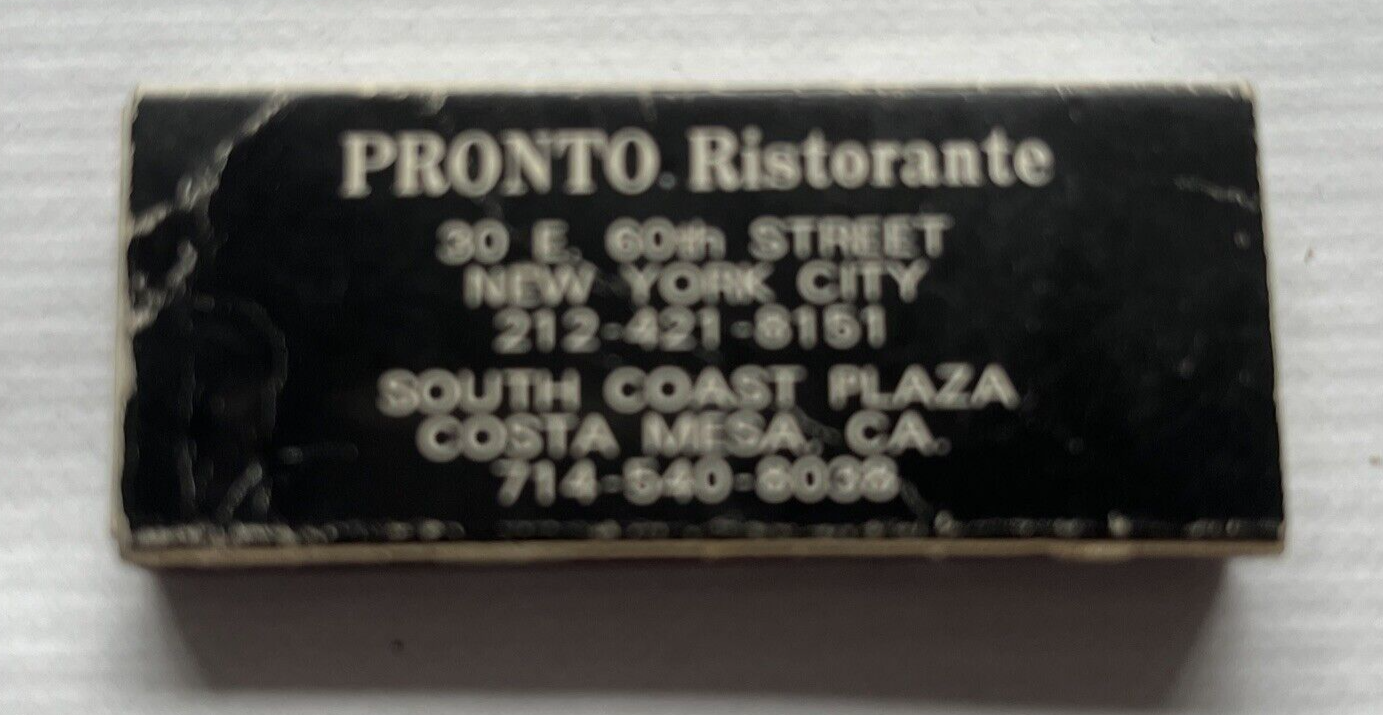 PRONTO Ristorante
30 E. 60th STREET
NEW YORK CITY
212-421-8151
SOUTH COAST PLAZA
COSTA MESA, CA.
714-540-8038